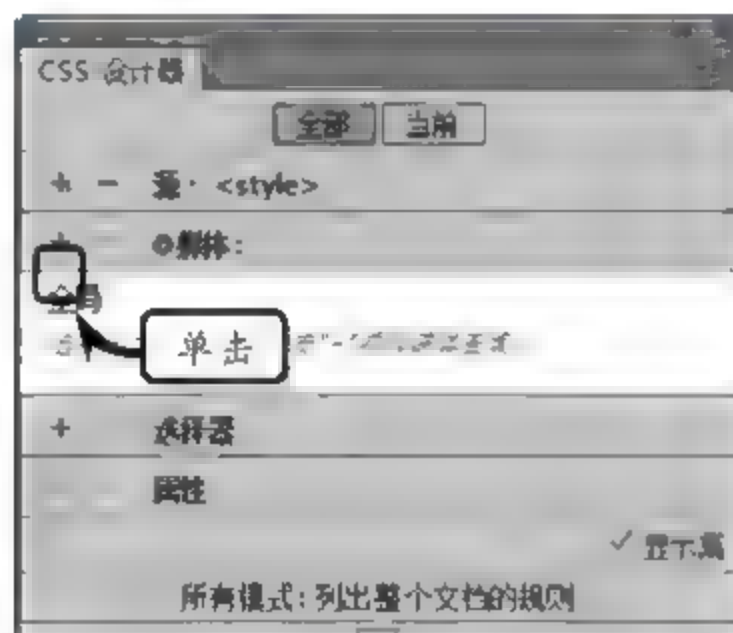 CSS 设计器
全部 当前
+ − 源: <style>
+ − @媒体:
全局
单击
+ 选择器
属性
✓ 显示
所有模式:列出整个文档的规则